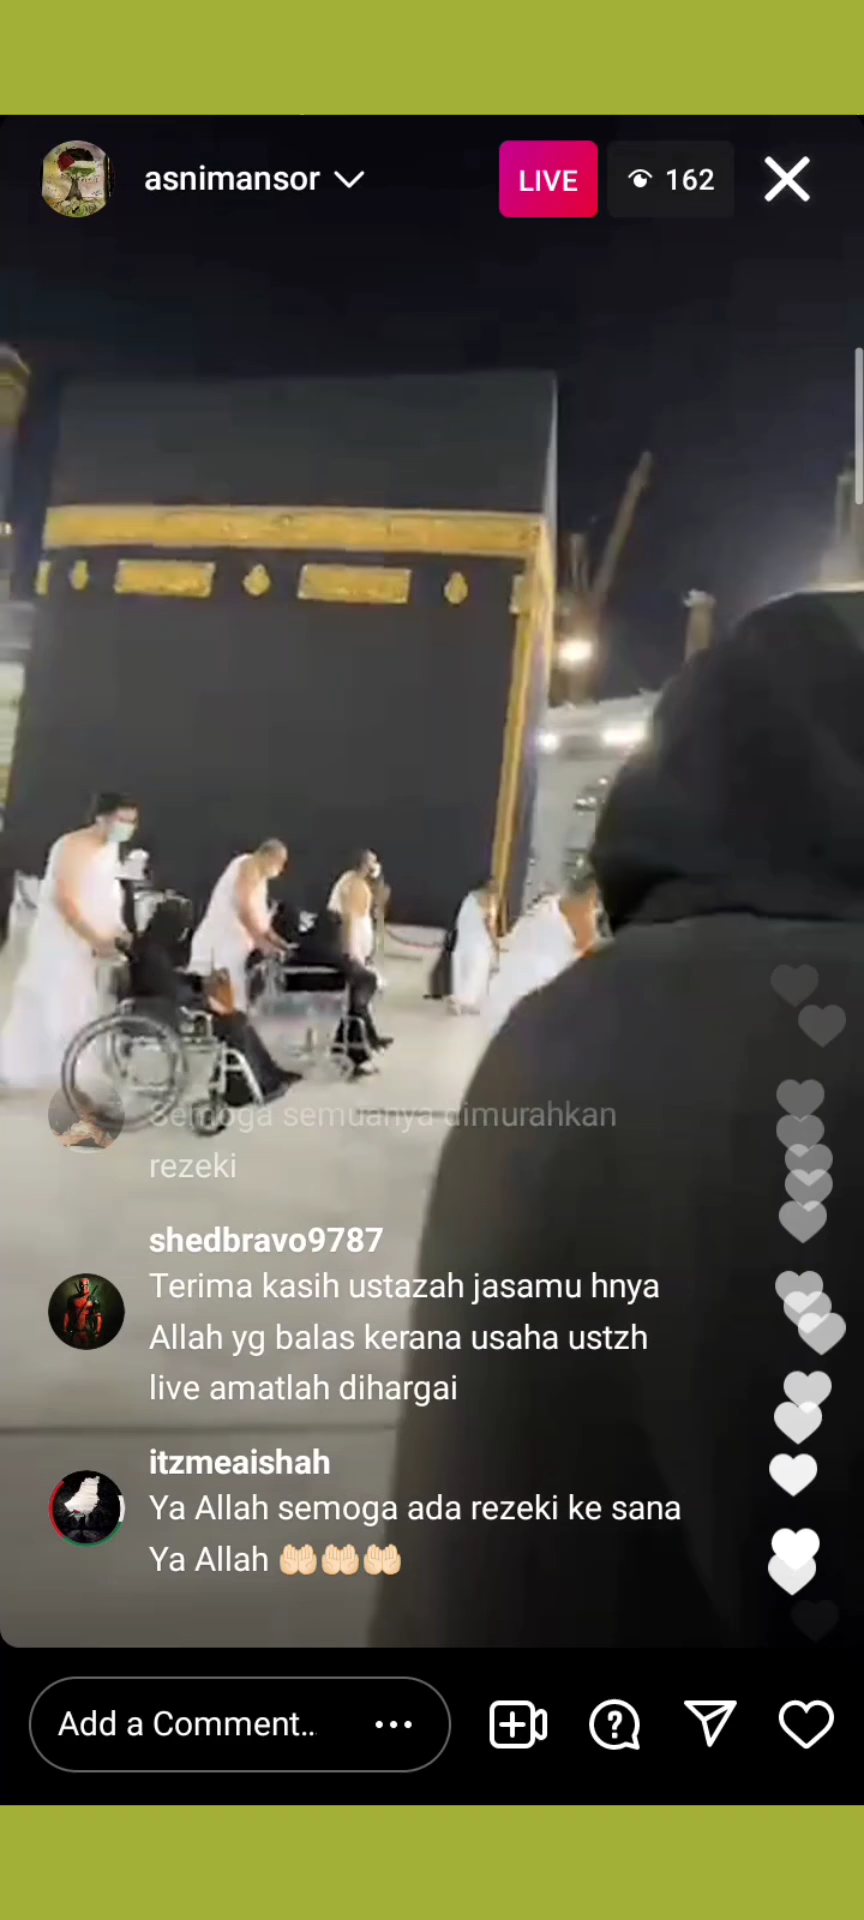 asnimansor
LIVE
162
Semoga semuanya dimurahkan
rezeki
shedbravo9787
Terima kasih ustazah jasamu hnya
Allah yg balas kerana usaha ustzh
live amatlah dihargai
itzmeaishah
Ya Allah semoga ada rezeki ke sana
Ya Allah 🤲🏻🤲🏻🤲🏻
Add a Comment..